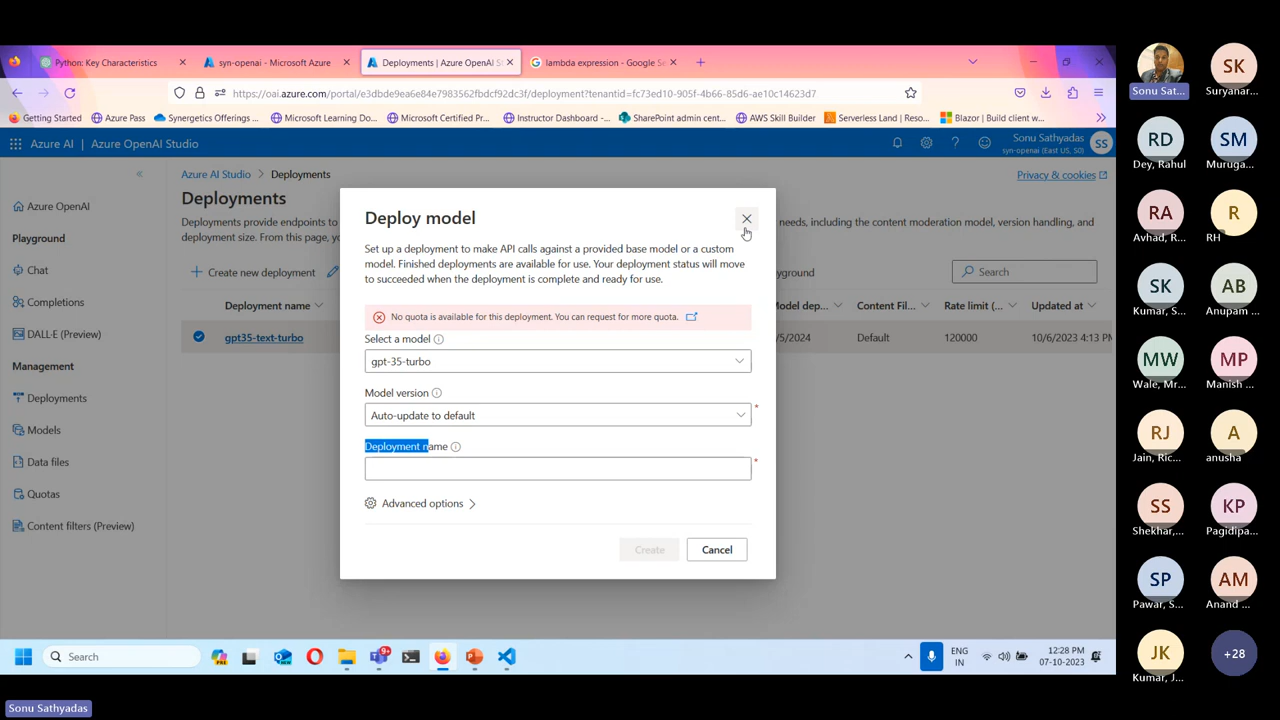 Python: Key Characteristics
syn-openai - Microsoft Azure
Deployments | Azure OpenAI S
lambda expression - Google Se
https://oai.azure.com/portal/e3dbde9ea6e84e7983562fbdcf92dc3f/deployment?tenantid=fc73ed10-905f-4b66-85d6-ae10c14623d7
Getting Started
Azure Pass
Synergetics Offerings ...
Microsoft Learning Do...
Microsoft Certified Pr...
Instructor Dashboard -...
SharePoint admin cent...
AWS Skill Builder
Serverless Land | Reso...
Blazor | Build client w...
Azure AI | Azure OpenAI Studio
Sonu Sathyadas
syn-openai (East US, S0)
SS
Azure OpenAI
Playground
Chat
Completions
DALL·E (Preview)
Management
Deployments
Models
Data files
Quotas
Content filters (Preview)
Azure AI Studio > Deployments
Privacy & cookies
Deployments
Deployments provide endpoints to
needs, including the content moderation model, version handling, and
deployment size. From this page, y
Create new deployment
yground
Search
Deployment name
Model dep...
Content Fil...
Rate limit (...
Updated at
gpt35-text-turbo
/5/2024
Default
120000
10/6/2023 4:13 P
Deploy model
Set up a deployment to make API calls against a provided base model or a custom
model. Finished deployments are available for use. Your deployment status will move
to succeeded when the deployment is complete and ready for use.
No quota is available for this deployment. You can request for more quota.
Select a model
gpt-35-turbo
Model version
Auto-update to default
*
Deployment name
*
Advanced options
Create
Cancel
Search
9+
ENG
IN
12:28 PM
07-10-2023
Sonu Sathyadas
Sonu Sat...
SK
Suryanar...
RD
Dey, Rahul
SM
Muruga...
RA
Avhad, R...
R
RH
SK
Kumar, S...
AB
Anupam ...
MW
Wale, Mr...
MP
Manish ...
RJ
Jain, Ric...
A
anusha
SS
Shekhar,...
KP
Pagidipa...
SP
Pawar, S...
AM
Anand ...
JK
Kumar, J...
+28